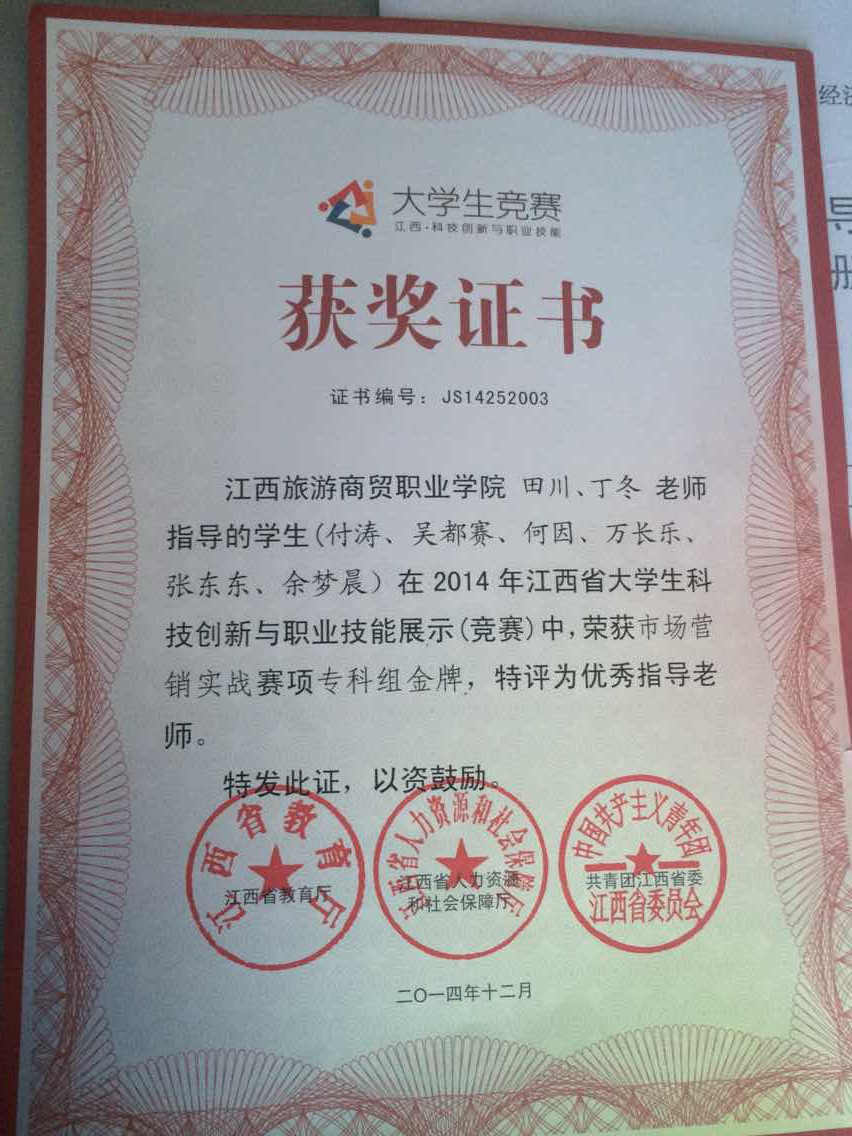 大学生竞赛
江西·科技创新与职业技能
获奖证书
证书编号：JS14252003
江西旅游商贸职业学院 田川、丁冬 老师
指导的学生(付涛、吴都赛、何因、万长乐、
张东东、余梦晨)在2014年江西省大学生科
技创新与职业技能展示(竞赛)中,荣获市场营
销实战赛项专科组金牌，特评为优秀指导老
师。
特发此证，以资鼓励。
江西省教育厅
江西省教育厅
江西省人力资源和社会保障厅
江西省人力资源
和社会保障厅
中国共产主义青年团
共青团江西省委
江西省委员会
二〇一四年十二月
经济
册